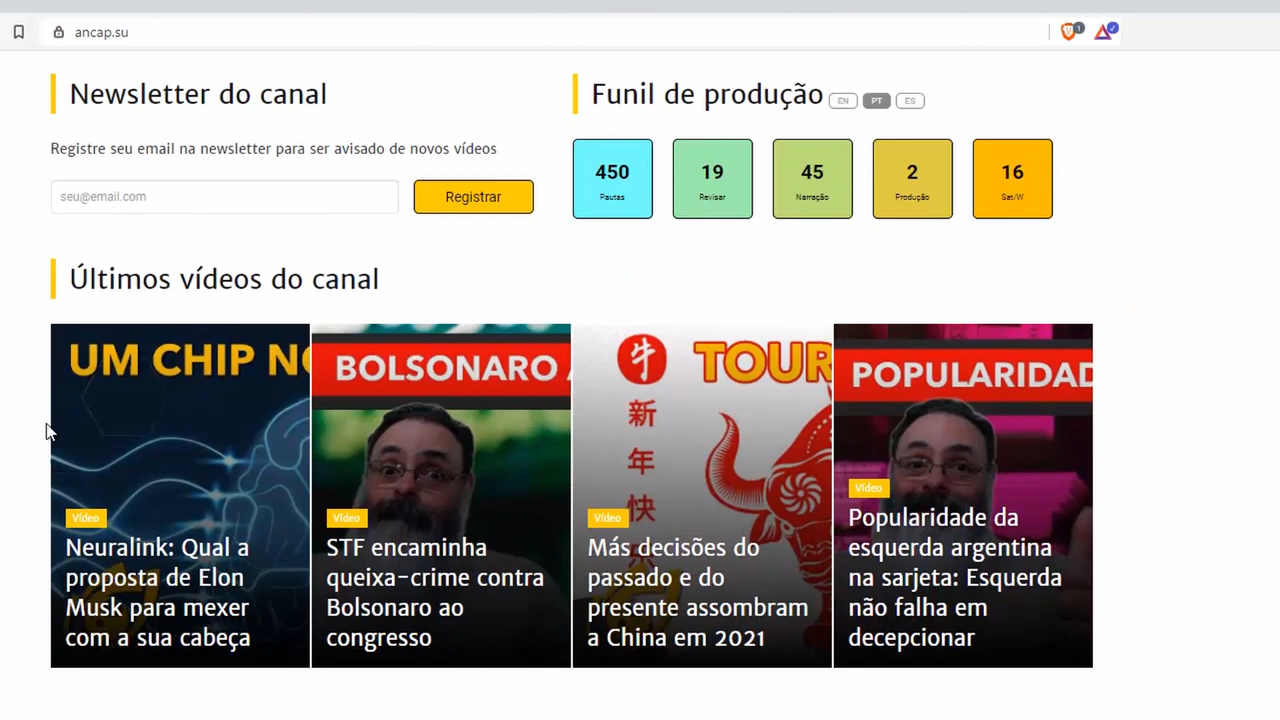 ancap.su
1
Newsletter do canal
Funil de produção
EN
PT
ES
Registre seu email na newsletter para ser avisado de novos vídeos
seu@email.com
Registrar
450
Pautas
19
Revisar
45
Narração
2
Produção
16
Sat/W
Últimos vídeos do canal
UM CHIP NO
Vídeo
Neuralink: Qual a
proposta de Elon
Musk para mexer
com a sua cabeça
BOLSONARO A
Vídeo
STF encaminha
queixa-crime contra
Bolsonaro ao
congresso
牛
TOUR
新
年
快
Vídeo
Más decisões do
passado e do
presente assombram
a China em 2021
POPULARIDAD
Vídeo
Popularidade da
esquerda argentina
na sarjeta: Esquerda
não falha em
decepcionar